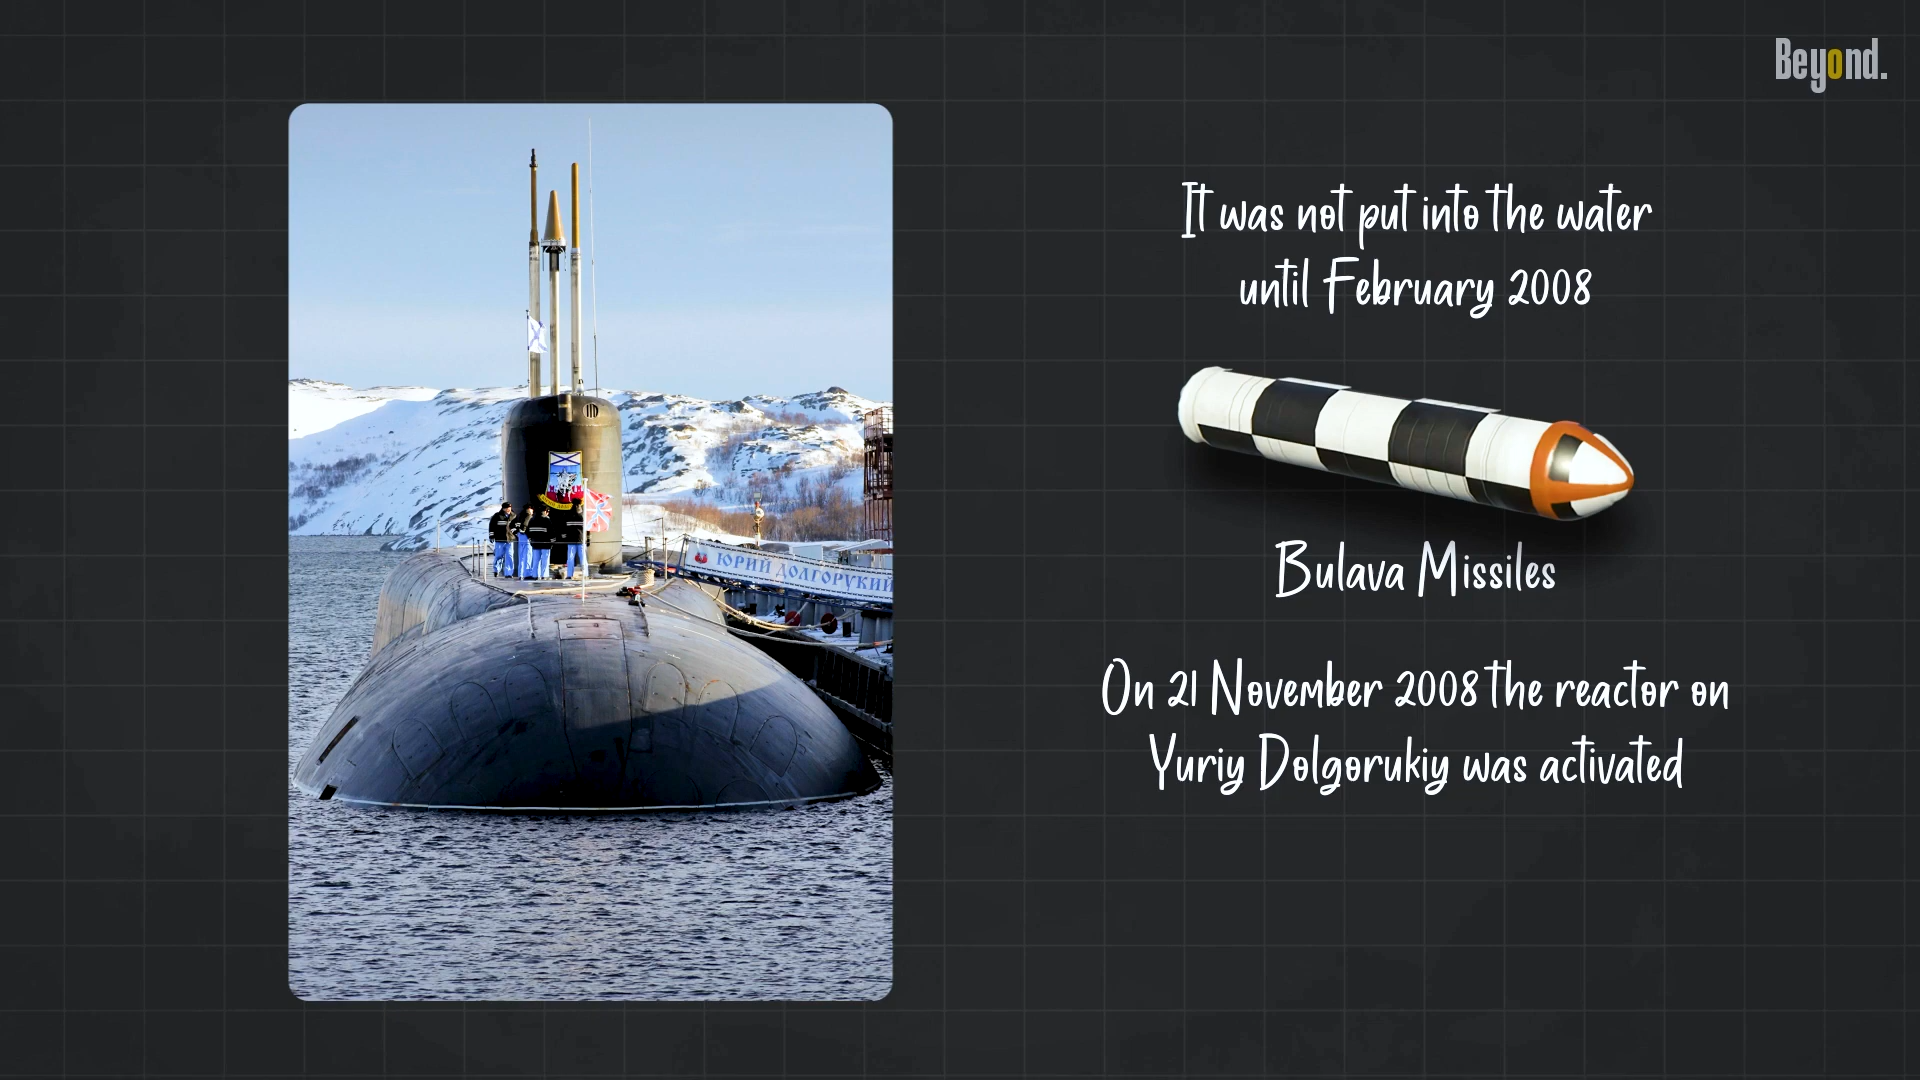 Beyond.
It was not put into the water
until February 2008
ЮРИЙ ДОЛГОРУКИЙ
Bulava Missiles
On 21 November 2008 the reactor on
Yuriy Dolgorukiy was activated